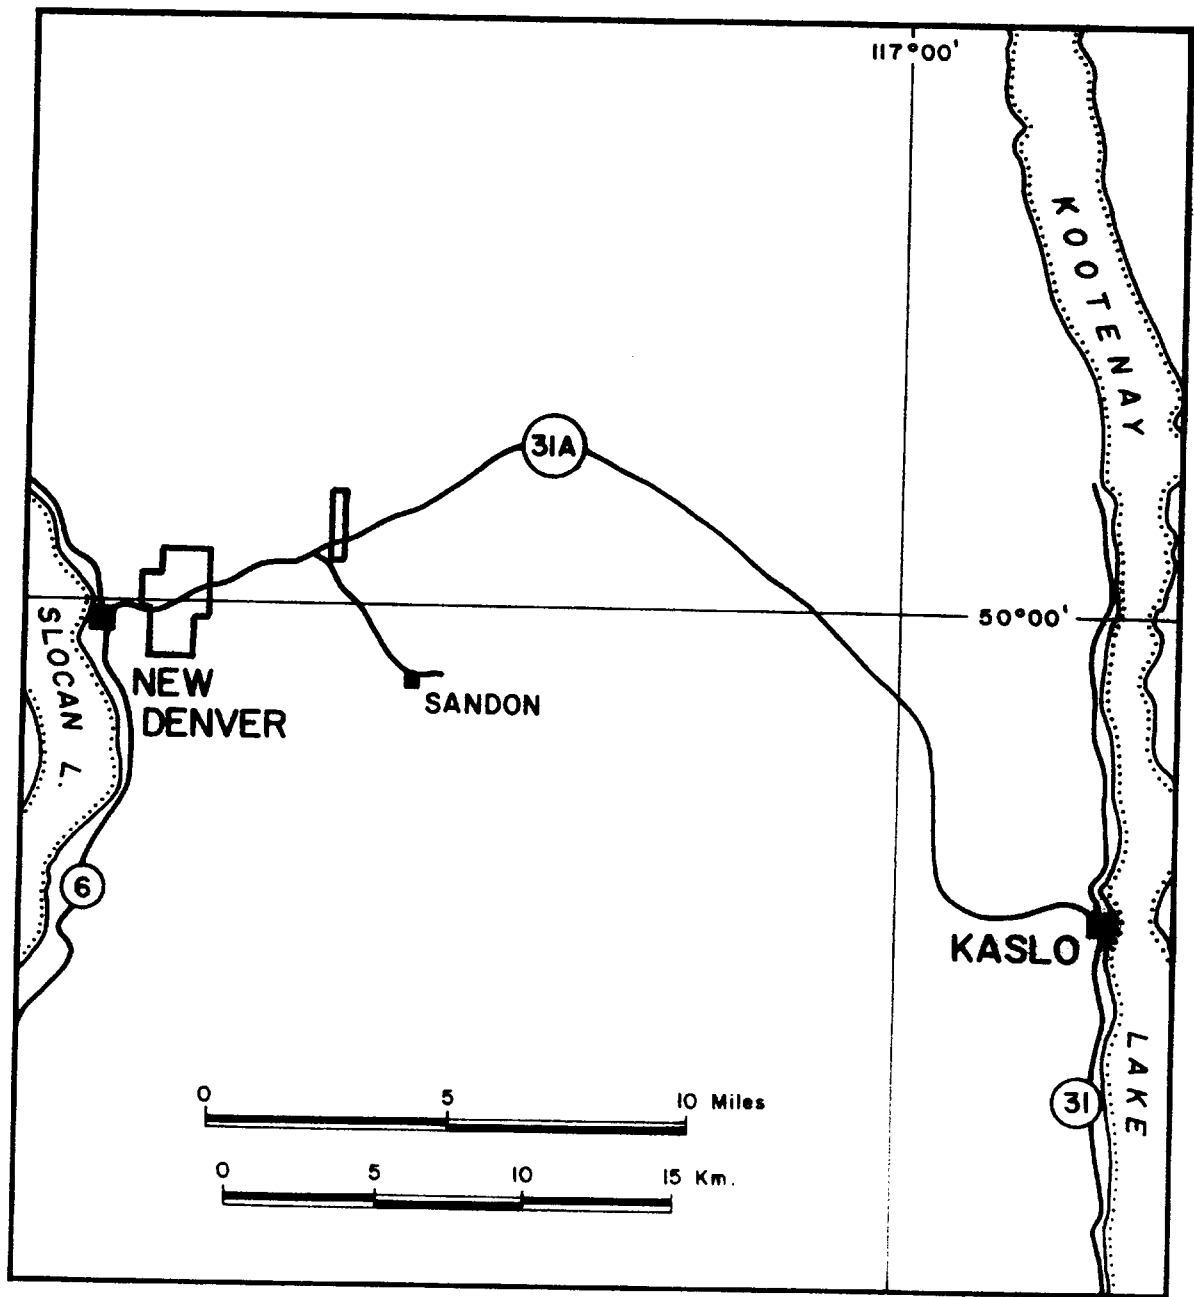 117°00'
KOOTENAY
31A
50°00'
SLOCAN L.
NEW
DENVER
SANDON
6
KASLO
LAKE
31
0 5 10 Miles
0 5 10 15 Km.